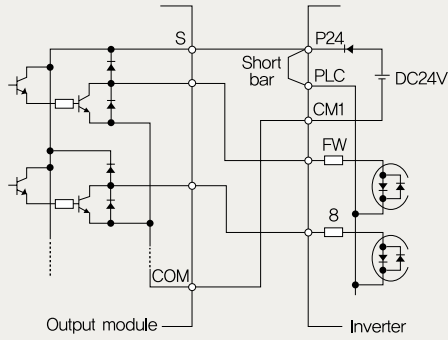 S
P24
Short
bar
PLC
DC24V
CM1
FW
8
COM
Output module
Inverter